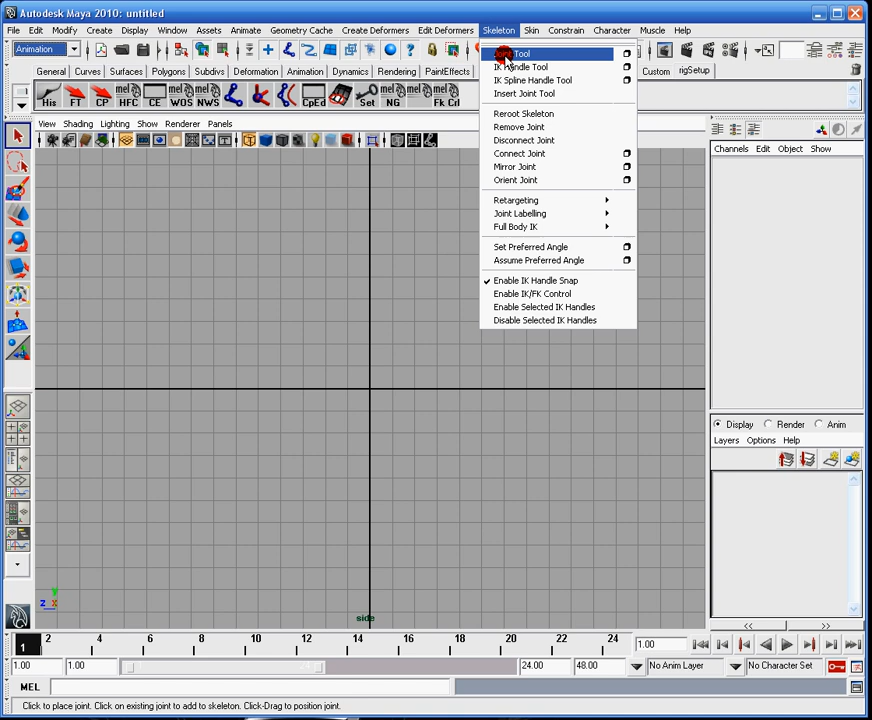 Autodesk Maya 2010: untitled
File Edit Modify Create Display Window Assets Animate Geometry Cache Create Deformers Edit Deformers Skeleton Skin Constrain Character Muscle Help
Animation
General Curves Surfaces Polygons Subdivs Deformation Animation Dynamics Rendering PaintEffects Custom rigSetup
mel mel mel mel mel
His FT CP HFC CE WOS NWS CpEd Set NG Fk Crl
View Shading Lighting Show Renderer Panels
Joint Tool
IK Handle Tool
IK Spline Handle Tool
Insert Joint Tool
Reroot Skeleton
Remove Joint
Disconnect Joint
Connect Joint
Mirror Joint
Orient Joint
Retargeting
Joint Labelling
Full Body IK
Set Preferred Angle
Assume Preferred Angle
Enable IK Handle Snap
Enable IK/FK Control
Enable Selected IK Handles
Disable Selected IK Handles
Channels Edit Object Show
Display Render Anim
Layers Options Help
y
z x
side
1 2 4 6 8 10 12 14 16 18 20 22 24 1.00
1.00 1.00 24.00 48.00 No Anim Layer No Character Set
MEL
Click to place joint. Click on existing joint to add to skeleton. Click-Drag to position joint.